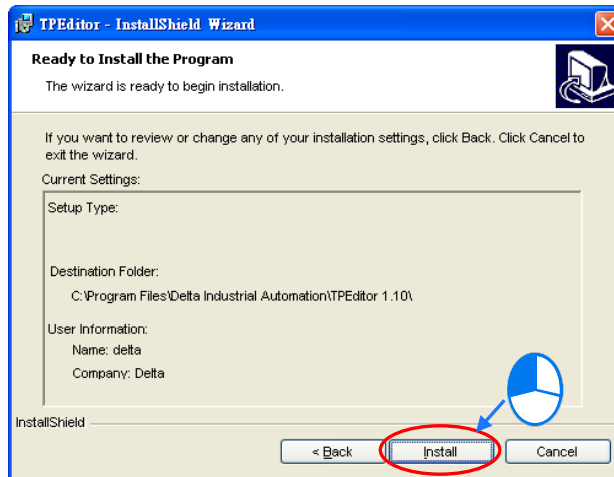 TPEditor - InstallShield Wizard
Ready to Install the Program
The wizard is ready to begin installation.
If you want to review or change any of your installation settings, click Back. Click Cancel to
exit the wizard.
Current Settings:
Setup Type:
Destination Folder:
C:\Program Files\Delta Industrial Automation\TPEditor 1.10\
User Information:
Name: delta
Company: Delta
InstallShield
< Back
Install
Cancel